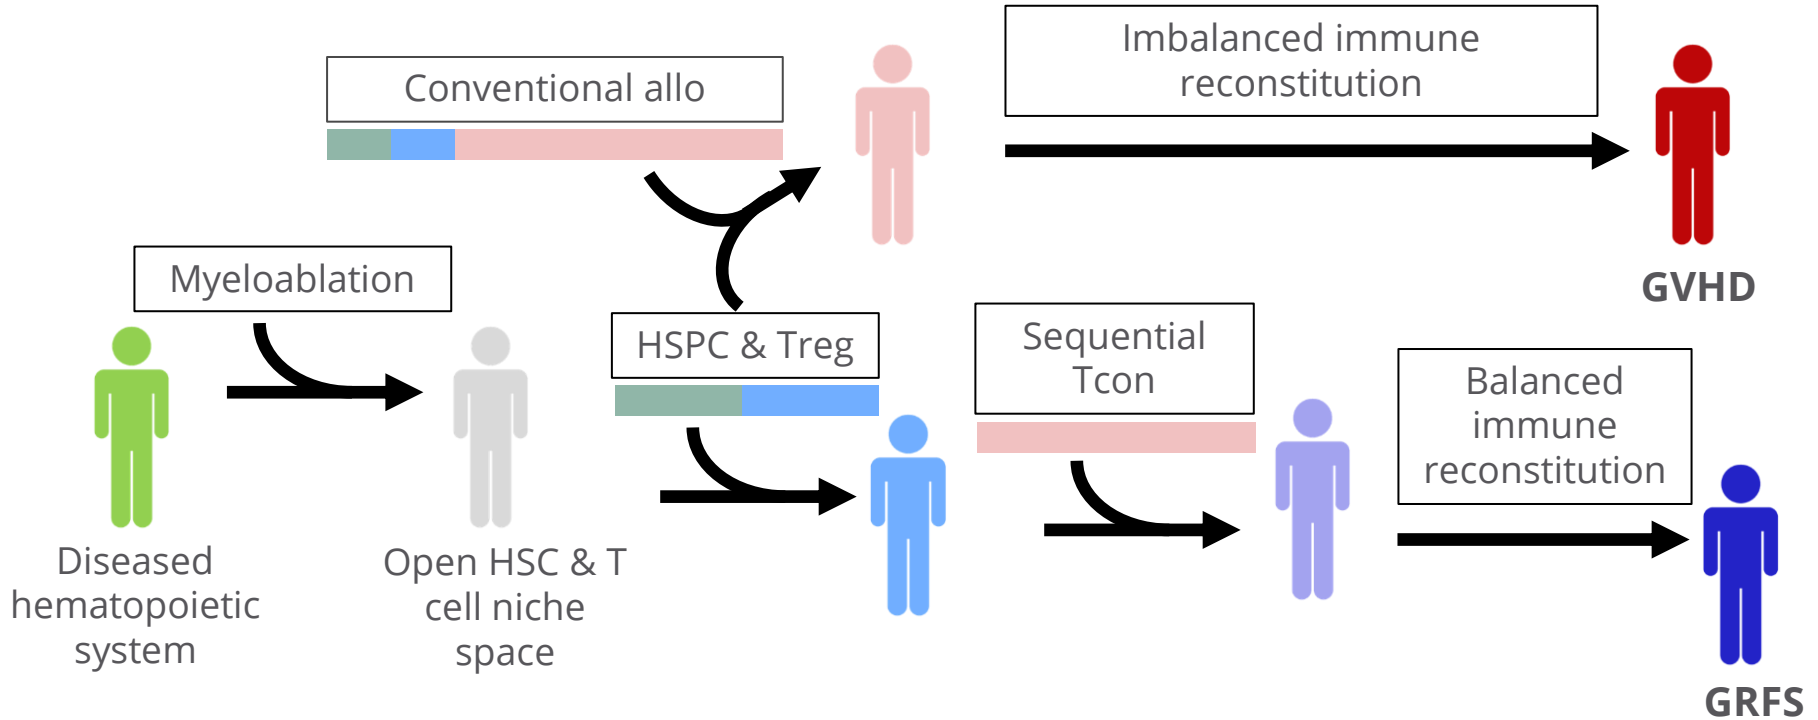 Conventional allo
Imbalanced immune
reconstitution
GVHD
Myeloablation
HSPC & Treg
Sequential
Tcon
Balanced
immune
reconstitution
Diseased
hematopoietic
system
Open HSC & T
cell niche
space
GRFS